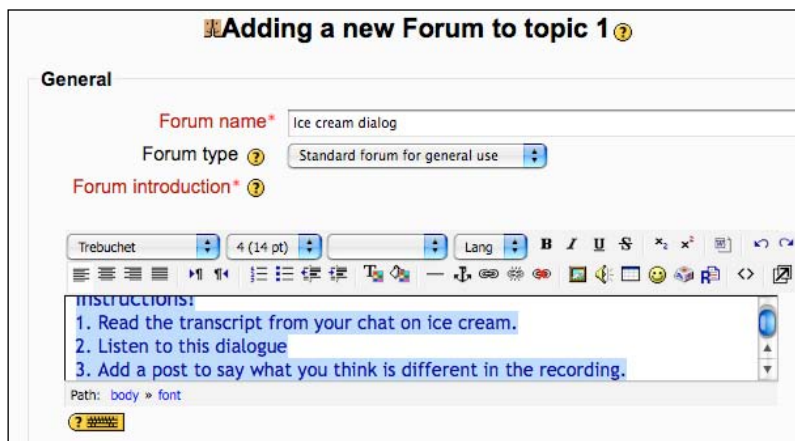 Adding a new Forum to topic 1 ?
General
Forum name* Ice cream dialog
Forum type ? Standard forum for general use
Forum introduction* ?
Trebuchet 4 (14 pt) Lang B I U S x₂ x²
Instructions!
1. Read the transcript from your chat on ice cream.
2. Listen to this dialogue
3. Add a post to say what you think is different in the recording.
Path: body » font
?